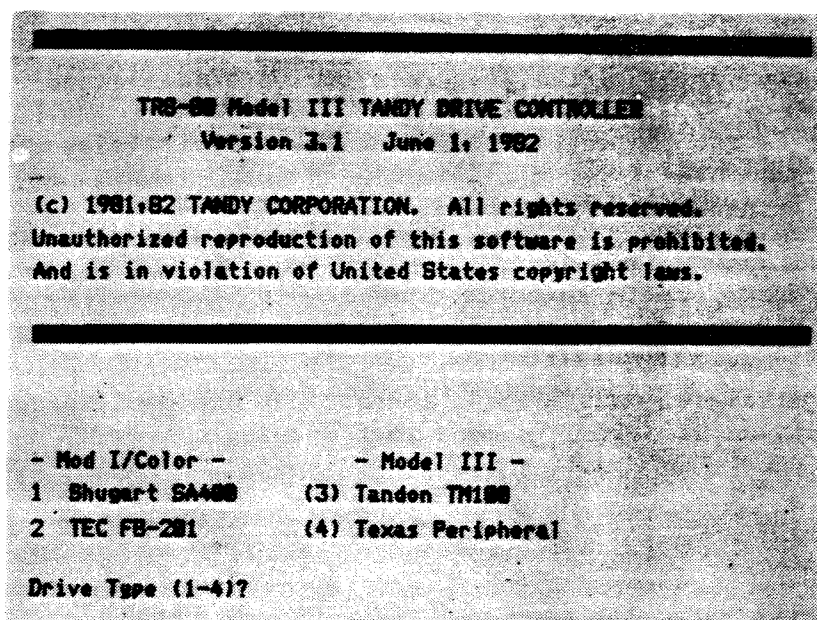 TRS-80 Model III TANDY DRIVE CONTROLLER
Version 3.1 June 1, 1982
(c) 1981,82 TANDY CORPORATION. All rights reserved.
Unauthorized reproduction of this software is prohibited.
And is in violation of United States copyright laws.
- Mod I/Color - - Model III -
1 Shugart SA400 (3) Tandon TM100
2 TEC FB-201 (4) Texas Peripheral
Drive Type (1-4)?